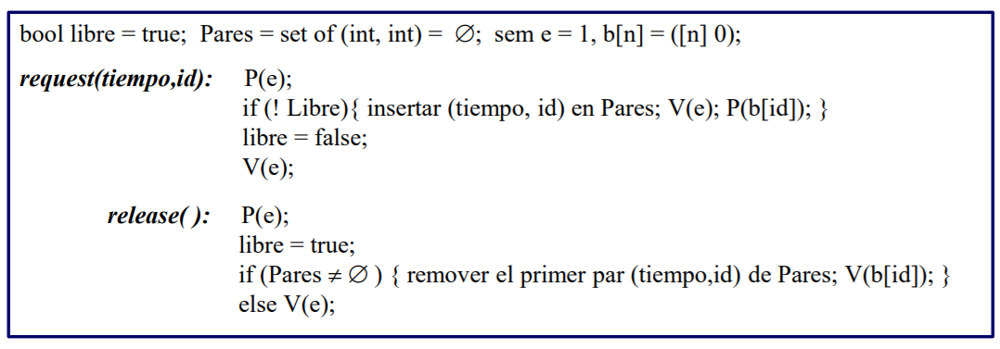 bool libre = true; Pares = set of (int, int) = ∅; sem e = 1, b[n] = ([n] 0);
request(tiempo,id): P(e);
if (! Libre){ insertar (tiempo, id) en Pares; V(e); P(b[id]); }
libre = false;
V(e);
release( ): P(e);
libre = true;
if (Pares ≠ ∅ ) { remover el primer par (tiempo,id) de Pares; V(b[id]); }
else V(e);